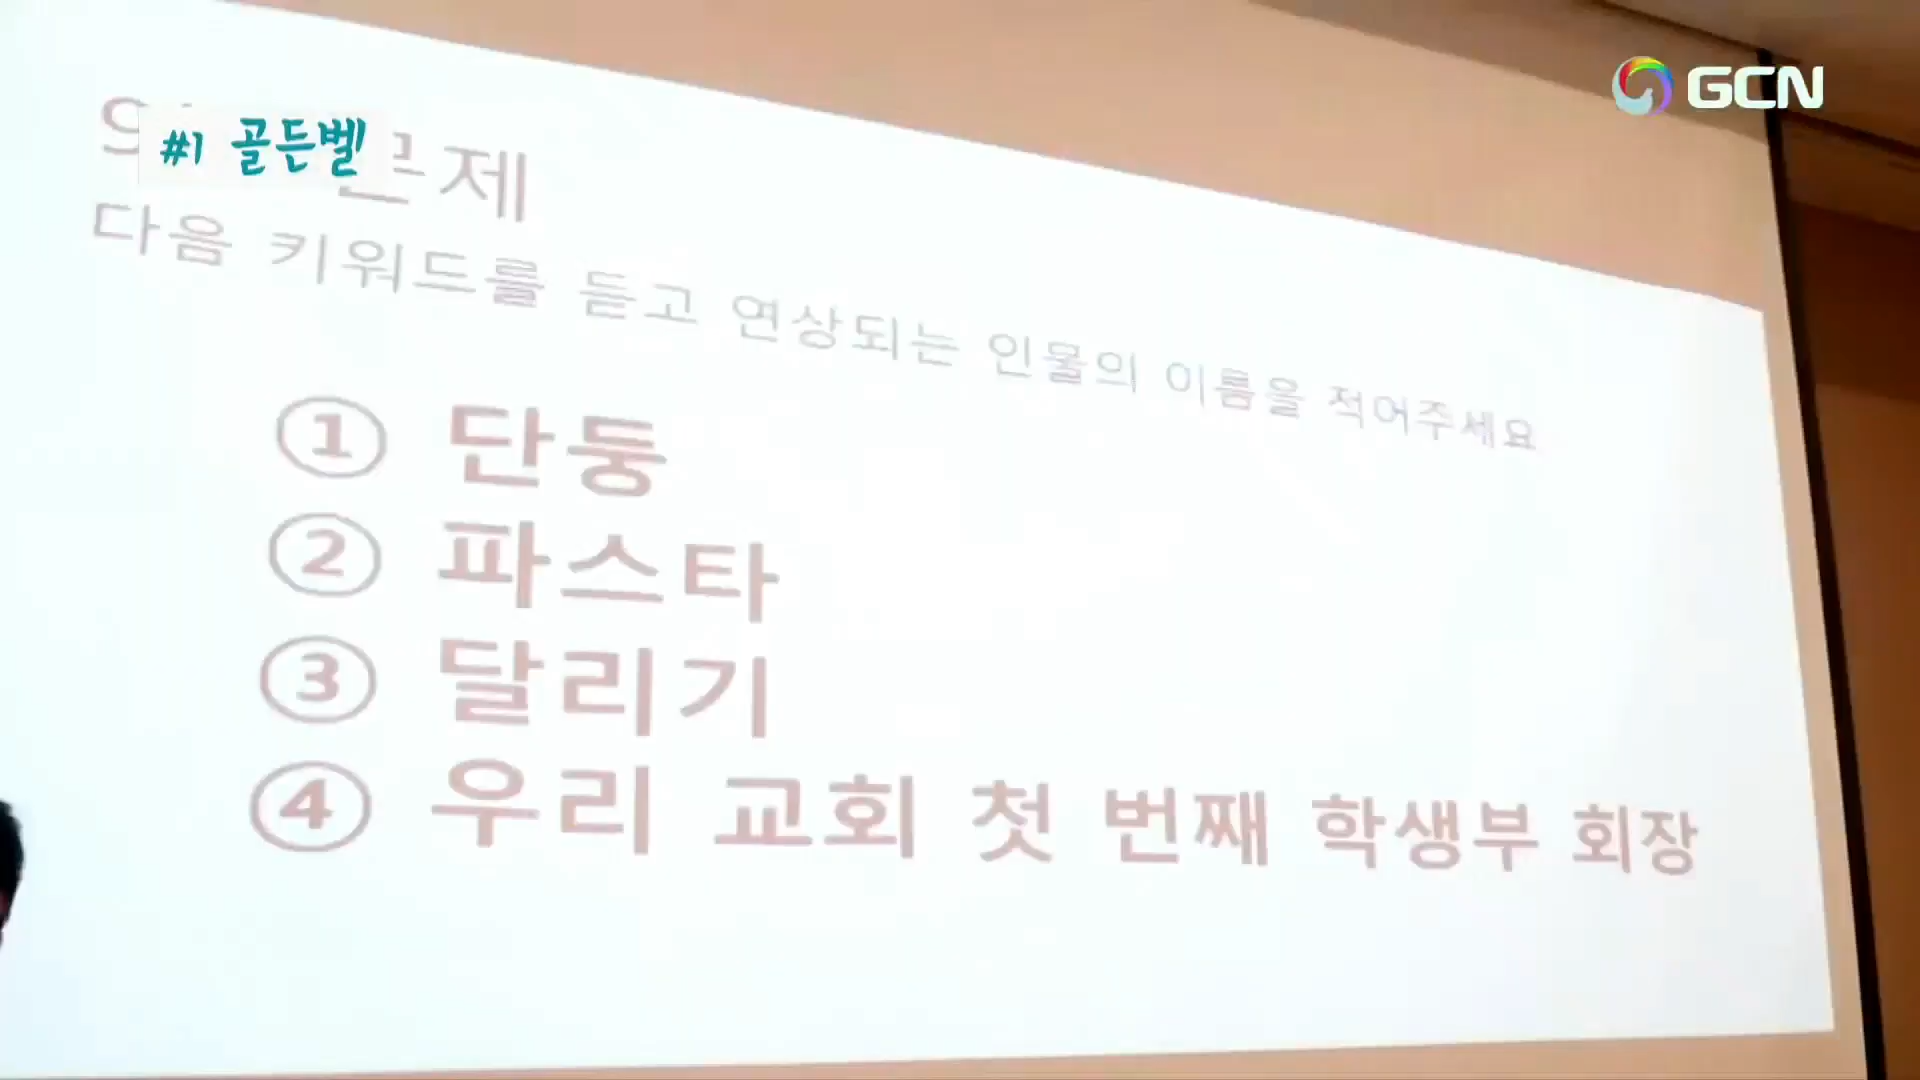 GCN
#1 골든벨
제
다음 키워드를 듣고 연상되는 인물의 이름을 적어주세요
① 단둥
② 파스타
③ 달리기
④ 우리 교회 첫 번째 학생부 회장